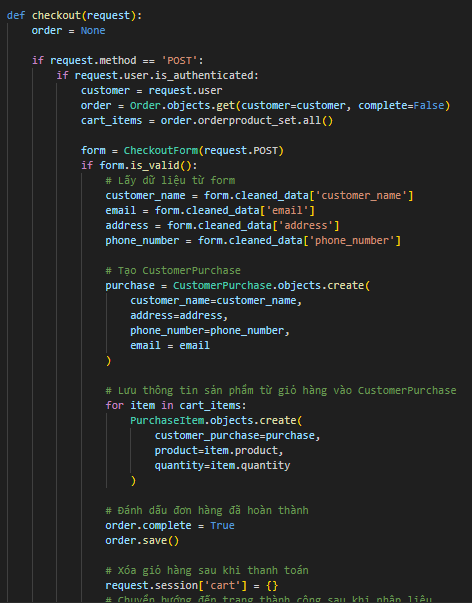 def checkout(request):
order = None
if request.method == 'POST':
if request.user.is_authenticated:
customer = request.user
order = Order.objects.get(customer=customer, complete=False)
cart_items = order.orderproduct_set.all()
form = CheckoutForm(request.POST)
if form.is_valid():
# Lấy dữ liệu từ form
customer_name = form.cleaned_data['customer_name']
email = form.cleaned_data['email']
address = form.cleaned_data['address']
phone_number = form.cleaned_data['phone_number']
# Tạo CustomerPurchase
purchase = CustomerPurchase.objects.create(
customer_name=customer_name,
address=address,
phone_number=phone_number,
email = email
)
# Lưu thông tin sản phẩm từ giỏ hàng vào CustomerPurchase
for item in cart_items:
PurchaseItem.objects.create(
customer_purchase=purchase,
product=item.product,
quantity=item.quantity
)
# Đánh dấu đơn hàng đã hoàn thành
order.complete = True
order.save()
# Xóa giỏ hàng sau khi thanh toán
request.session['cart'] = {}
# Chuyển hướng đến trang thành công sau khi nhập liệu